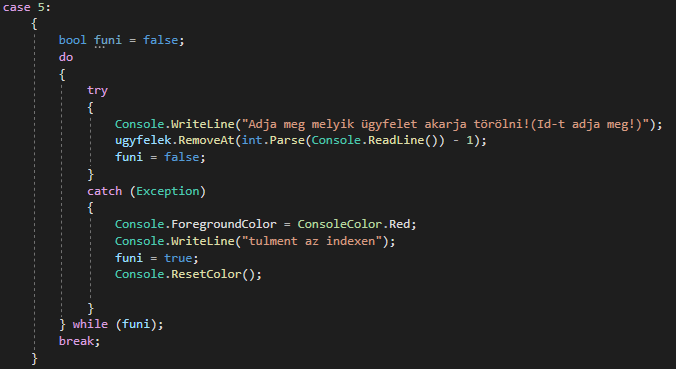 case 5:
{
bool funi = false;
do
{
try
{
Console.WriteLine("Adja meg melyik ügyfelet akarja törölni!(Id-t adja meg!)");
ugyfelek.RemoveAt(int.Parse(Console.ReadLine()) - 1);
funi = false;
}
catch (Exception)
{
Console.ForegroundColor = ConsoleColor.Red;
Console.WriteLine("tulment az indexen");
funi = true;
Console.ResetColor();
}
} while (funi);
break;
}